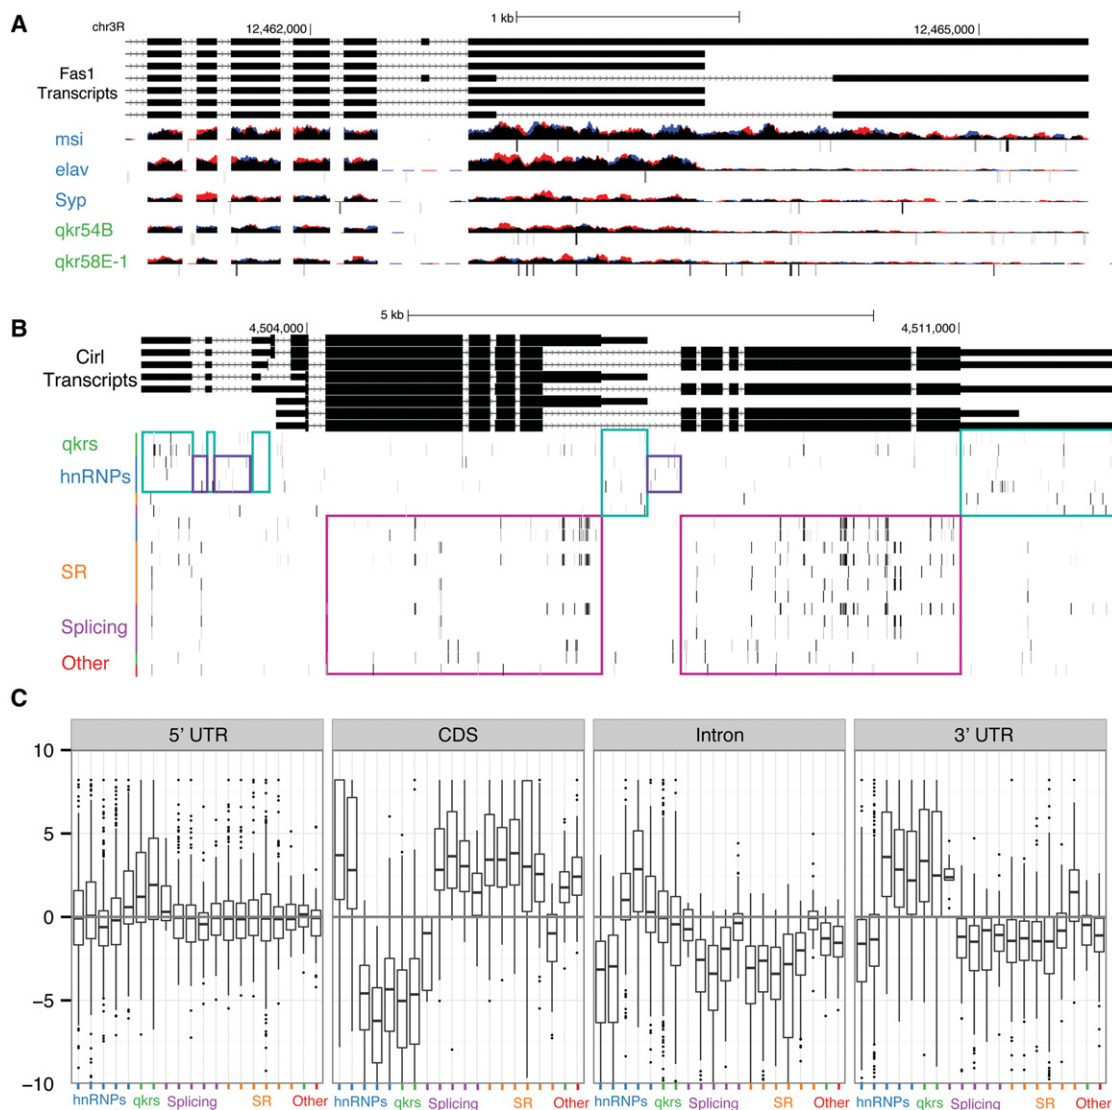 A
1 kb
chr3R
12,462,000
12,465,000
Fas1
Transcripts
msi
elav
Syp
qkr54B
qkr58E-1
B
5 kb
4,504,000
4,511,000
Cirl
Transcripts
qkrs
hnRNPs
SR
Splicing
Other
C
5' UTR CDS Intron 3' UTR
10
5
0
−5
−10
hnRNPs qkrs Splicing SR Other hnRNPs qkrs Splicing SR Other hnRNPs qkrs Splicing SR Other hnRNPs qkrs Splicing SR Other